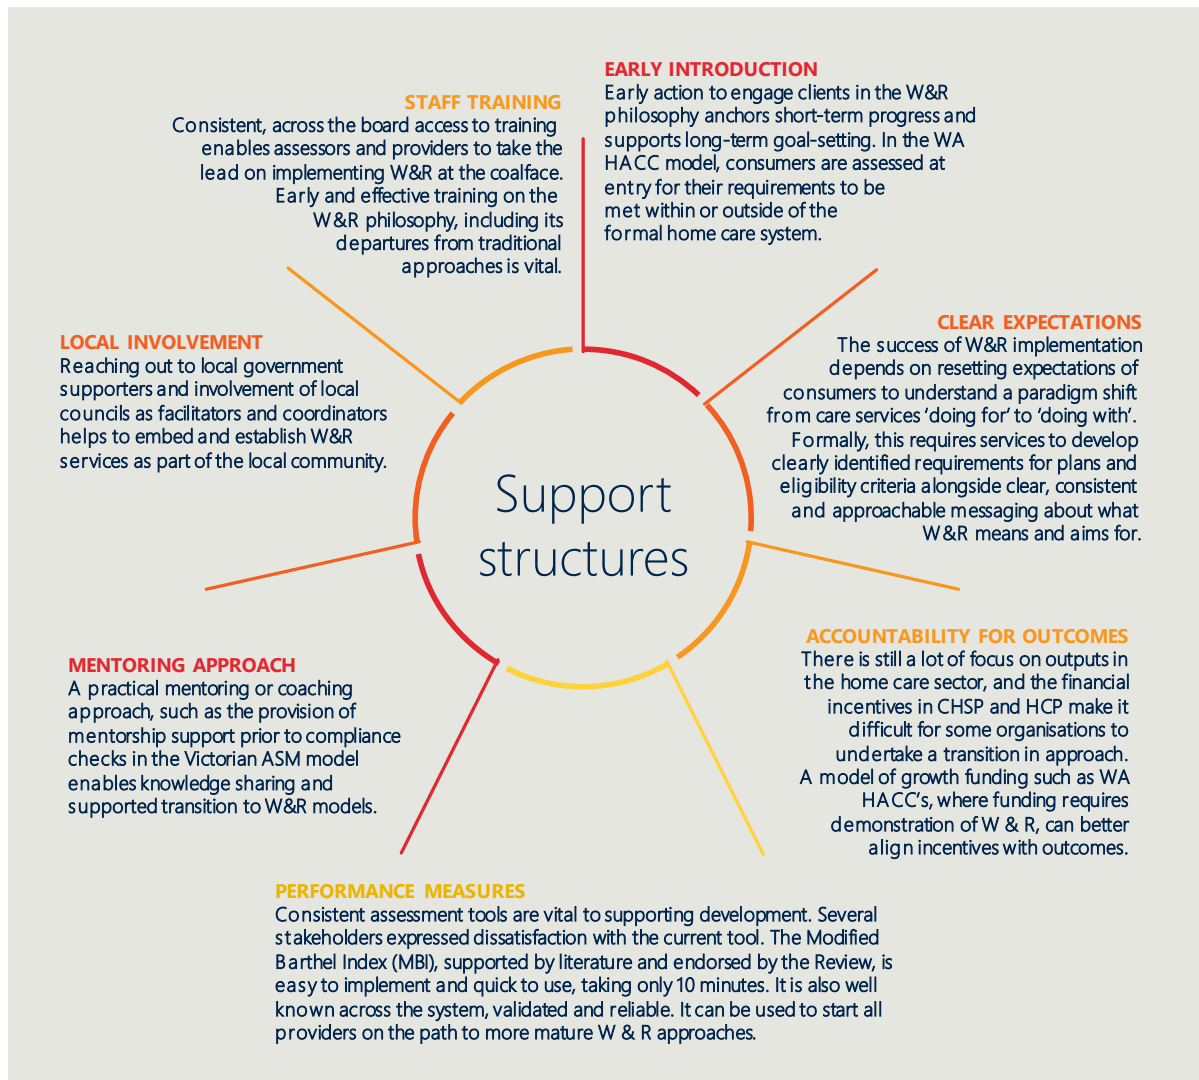 EARLY INTRODUCTION
Early action to engage clients in the W&R
philosophy anchors short-term progress and
supports long-term goal-setting. In the WA
HACC model, consumers are assessed at
entry for their requirements to be
met within or outside of the
formal home care system.
CLEAR EXPECTATIONS
The success of W&R implementation
depends on resetting expectations of
consumers to understand a paradigm shift
from care services ‘doing for’ to ‘doing with’.
Formally, this requires services to develop
clearly identified requirements for plans and
eligibility criteria alongside clear, consistent
and approachable messaging about what
W&R means and aims for.
ACCOUNTABILITY FOR OUTCOMES
There is still a lot of focus on outputs in
the home care sector, and the financial
incentives in CHSP and HCP make it
difficult for some organisations to
undertake a transition in approach.
A model of growth funding such as WA
HACC’s, where funding requires
demonstration of W & R, can better
align incentives with outcomes.
PERFORMANCE MEASURES
Consistent assessment tools are vital to supporting development. Several
stakeholders expressed dissatisfaction with the current tool. The Modified
Barthel Index (MBI), supported by literature and endorsed by the Review, is
easy to implement and quick to use, taking only 10 minutes. It is also well
known across the system, validated and reliable. It can be used to start all
providers on the path to more mature W & R approaches.
MENTORING APPROACH
A practical mentoring or coaching
approach, such as the provision of
mentorship support prior to compliance
checks in the Victorian ASM model
enables knowledge sharing and
supported transition to W&R models.
LOCAL INVOLVEMENT
Reaching out to local government
supporters and involvement of local
councils as facilitators and coordinators
helps to embed and establish W&R
services as part of the local community.
STAFF TRAINING
Consistent, across the board access to training
enables assessors and providers to take the
lead on implementing W&R at the coalface.
Early and effective training on the
W&R philosophy, including its
departures from traditional
approaches is vital.
Support
structures